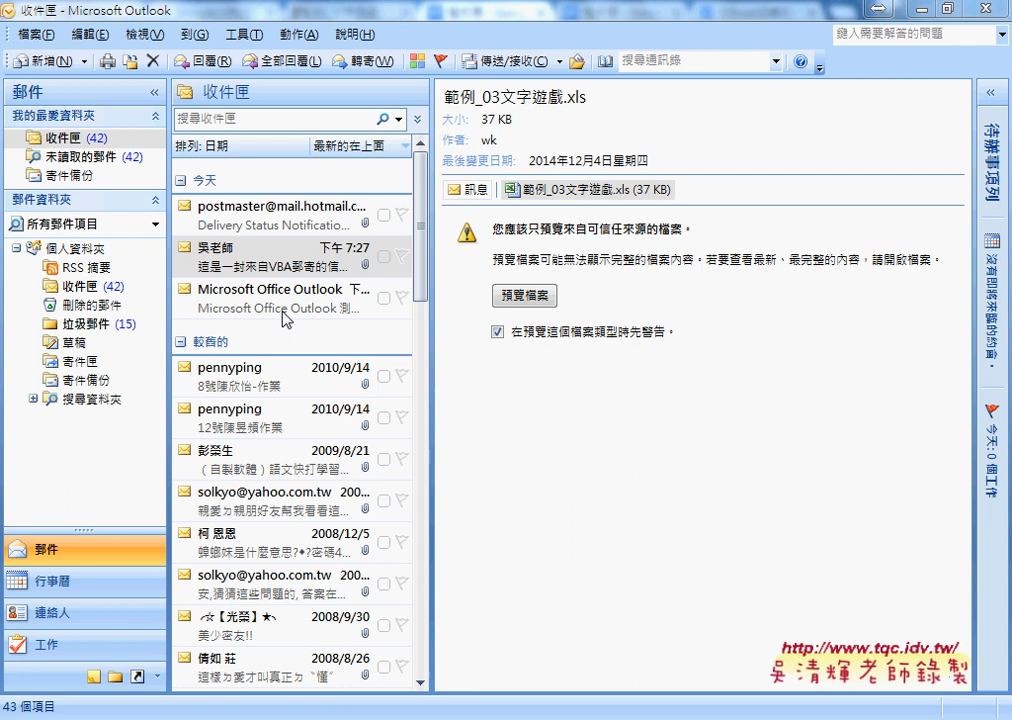 收件匣 - Microsoft Outlook
檔案(F) 編輯(E) 檢視(V) 到(G) 工具(T) 動作(A) 說明(H)
鍵入需要解答的問題
新增(N) 回覆(R) 全部回覆(L) 轉寄(W) 傳送/接收(C) 搜尋通訊錄
郵件
我的最愛資料夾
收件匣 (42)
未讀取的郵件 (42)
寄件備份
郵件資料夾
所有郵件項目
個人資料夾
RSS 摘要
收件匣 (42)
刪除的郵件
垃圾郵件 (15)
草稿
寄件匣
寄件備份
搜尋資料夾
郵件
行事曆
連絡人
工作
43 個項目
收件匣
搜尋收件匣
排列: 日期 最新的在上面
今天
postmaster@mail.hotmail.c...
Delivery Status Notificatio...
吳老師 下午 7:27
這是一封來自VBA郵寄的信...
Microsoft Office Outlook 下...
Microsoft Office Outlook 測...
較舊的
pennyping 2010/9/14
8號陳欣怡-作業
pennyping 2010/9/14
12號陳昱頻作業
彭榮生 2009/8/21
（自製軟體）語文快打學習...
solkyo@yahoo.com.tw 200...
親愛ㄉ親朋好友幫我看看這...
柯 恩恩 2008/12/5
蟑螂妹是什麼意思?+?密碼4...
solkyo@yahoo.com.tw 200...
安,猜猜這些問題的, 答案在...
【光榮】★ 2008/9/30
美少密友!!
倩如 莊 2008/8/26
這樣ㄉ愛才叫真正ㄉ〝懂〞
範例_03文字遊戲.xls
大小: 37 KB
作者: wk
最後變更日期: 2014年12月4日星期四
訊息 範例_03文字遊戲.xls (37 KB)
您應該只預覽來自可信任來源的檔案。
預覽檔案可能無法顯示完整的檔案內容。若要查看最新、最完整的內容，請開啟檔案。
預覽檔案
在預覽這個檔案類型時先警告。
待辦事項列
沒有即將來臨的約會。
今天: 0 個工作
http://www.tqc.idv.tw/
吳清輝老師錄製